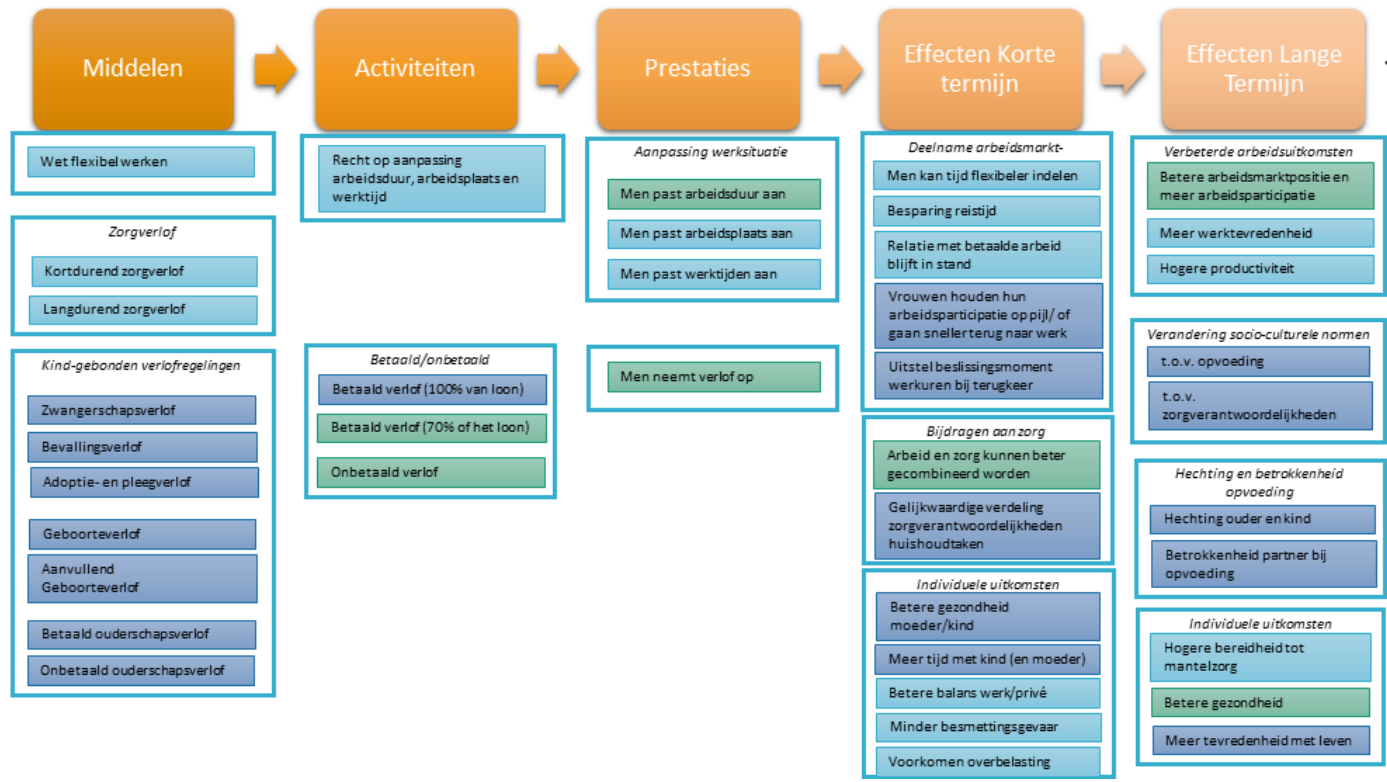 Middelen
Activiteiten
Prestaties
Effecten Korte
termijn
Effecten Lange
Termijn
Wet flexibel werken
Zorgverlof
Kortdurend zorgverlof
Langdurend zorgverlof
Kind-gebonden verlofregelingen
Zwangerschapsverlof
Bevallingsverlof
Adoptie- en pleegverlof
Geboorteverlof
Aanvullend
Geboorteverlof
Betaald ouderschapsverlof
Onbetaald ouderschapsverlof
Recht op aanpassing
arbeidsduur, arbeidsplaats en
werktijd
Betaald/onbetaald
Betaald verlof (100% van loon)
Betaald verlof (70% of het loon)
Onbetaald verlof
Aanpassing werksituatie
Men past arbeidsduur aan
Men past arbeidsplaats aan
Men past werktijden aan
Men neemt verlof op
Deelname arbeidsmarkt-
Men kan tijd flexibeler indelen
Besparing reistijd
Relatie met betaalde arbeid
blijft in stand
Vrouwen houden hun
arbeidsparticipatie op pijl/ of
gaan sneller terug naar werk
Uitstel beslissingsmoment
werkuren bij terugkeer
Bijdragen aan zorg
Arbeid en zorg kunnen beter
gecombineerd worden
Gelijkwaardige verdeling
zorgverantwoordelijkheden
huishoudtaken
Individuele uitkomsten
Betere gezondheid
moeder/kind
Meer tijd met kind (en moeder)
Betere balans werk/privé
Minder besmettingsgevaar
Voorkomen overbelasting
Verbeterde arbeidsuitkomsten
Betere arbeidsmarktpositie en
meer arbeidsparticipatie
Meer werktevredenheid
Hogere productiviteit
Verandering socio-culturele normen
t.o.v. opvoeding
t.o.v.
zorgverantwoordelijkheden
Hechting en betrokkenheid
opvoeding
Hechting ouder en kind
Betrokkenheid partner bij
opvoeding
Individuele uitkomsten
Hogere bereidheid tot
mantelzorg
Betere gezondheid
Meer tevredenheid met leven